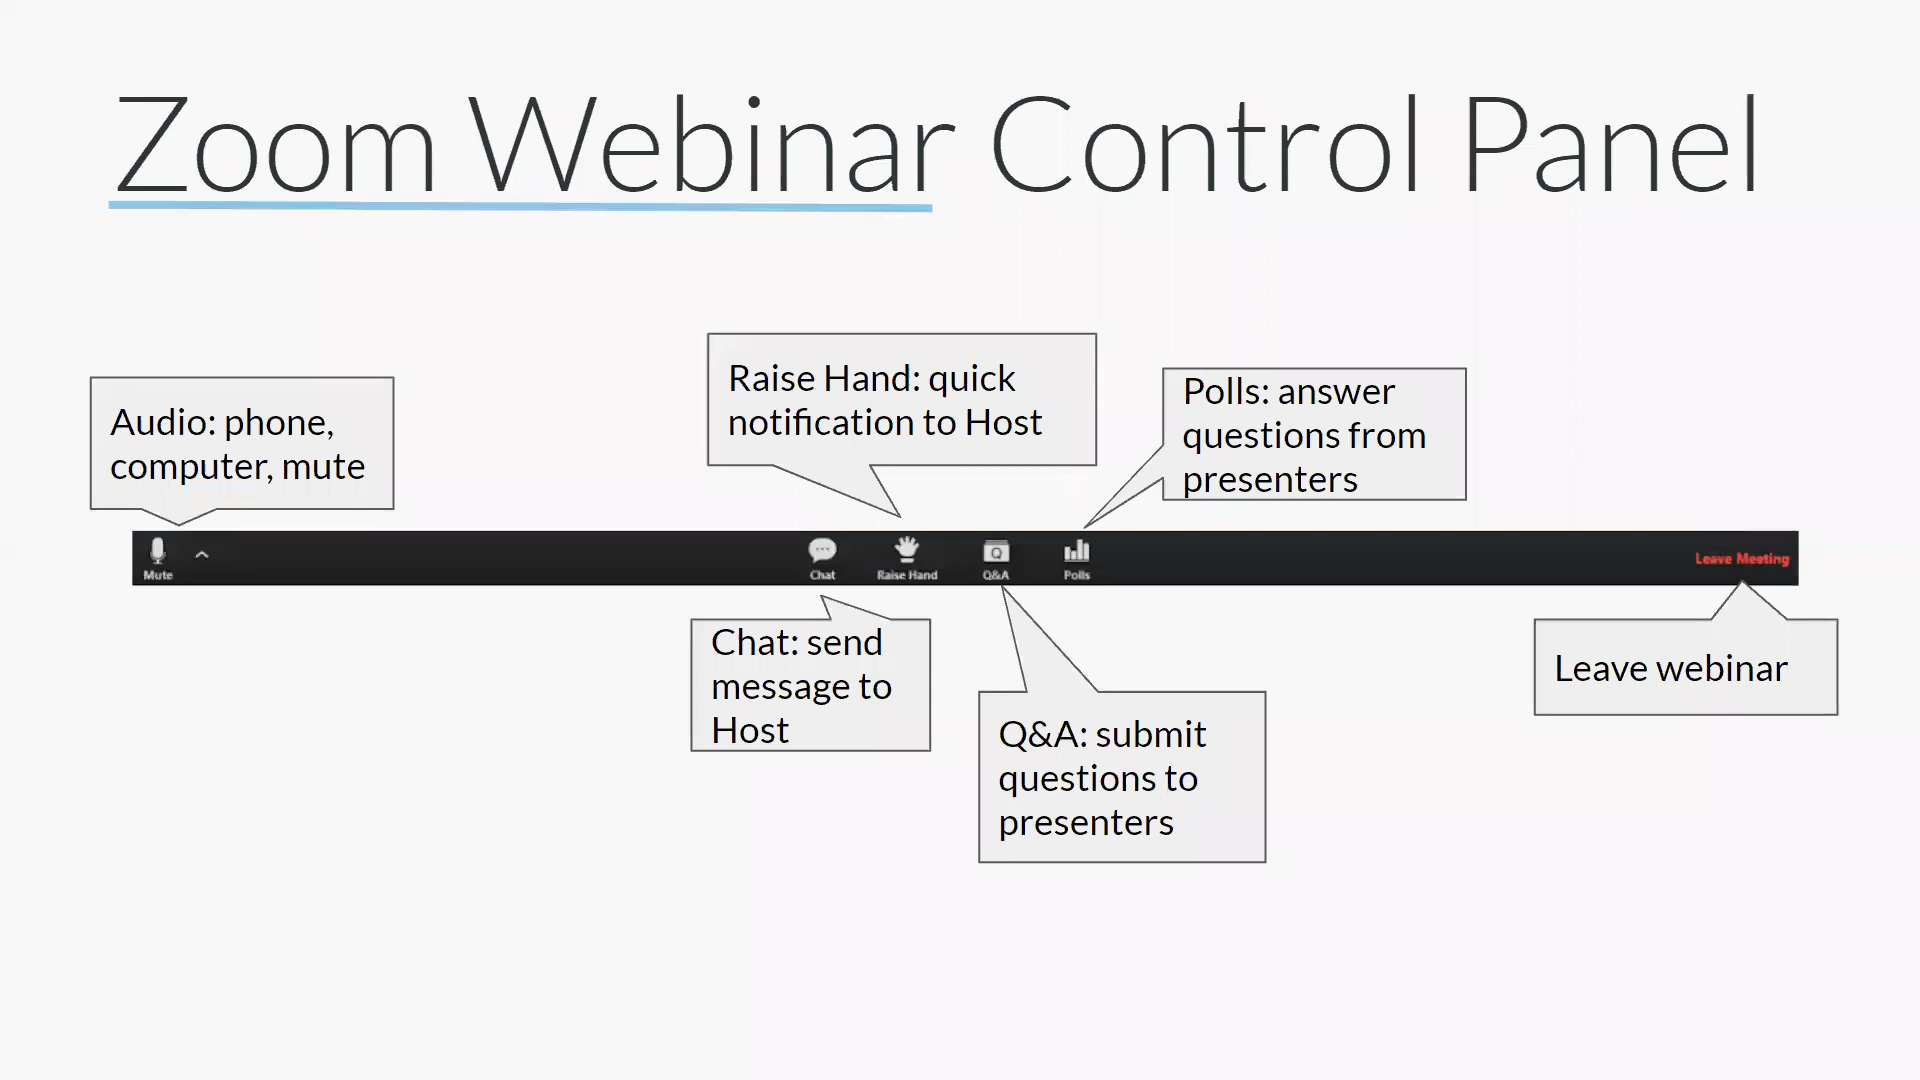 Zoom Webinar Control Panel
Raise Hand: quick
notification to Host
Polls: answer
questions from
presenters
Audio: phone,
computer, mute
Mute
Chat
Raise Hand
Q&A
Polls
Leave Meeting
Chat: send
message to
Host
Leave webinar
Q&A: submit
questions to
presenters